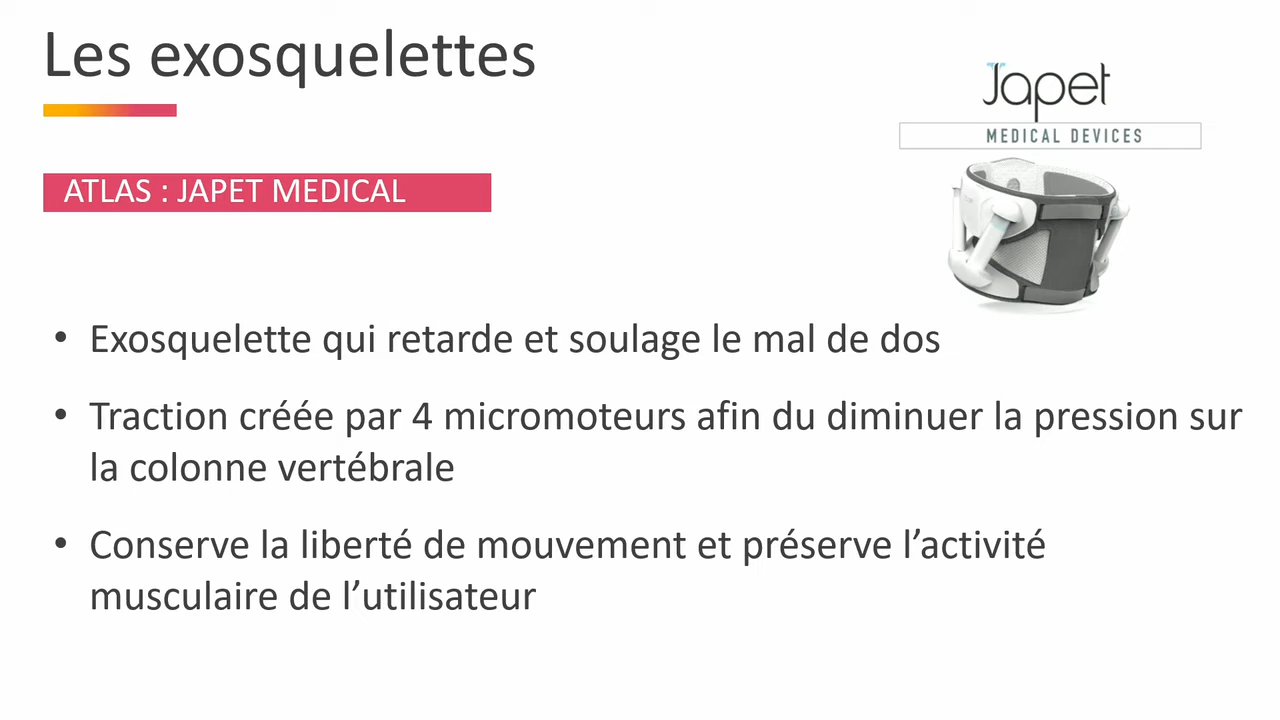 Les exosquelettes
Japet
MEDICAL DEVICES
ATLAS : JAPET MEDICAL
• Exosquelette qui retarde et soulage le mal de dos
• Traction créée par 4 micromoteurs afin du diminuer la pression sur
la colonne vertébrale
• Conserve la liberté de mouvement et préserve l’activité
musculaire de l’utilisateur